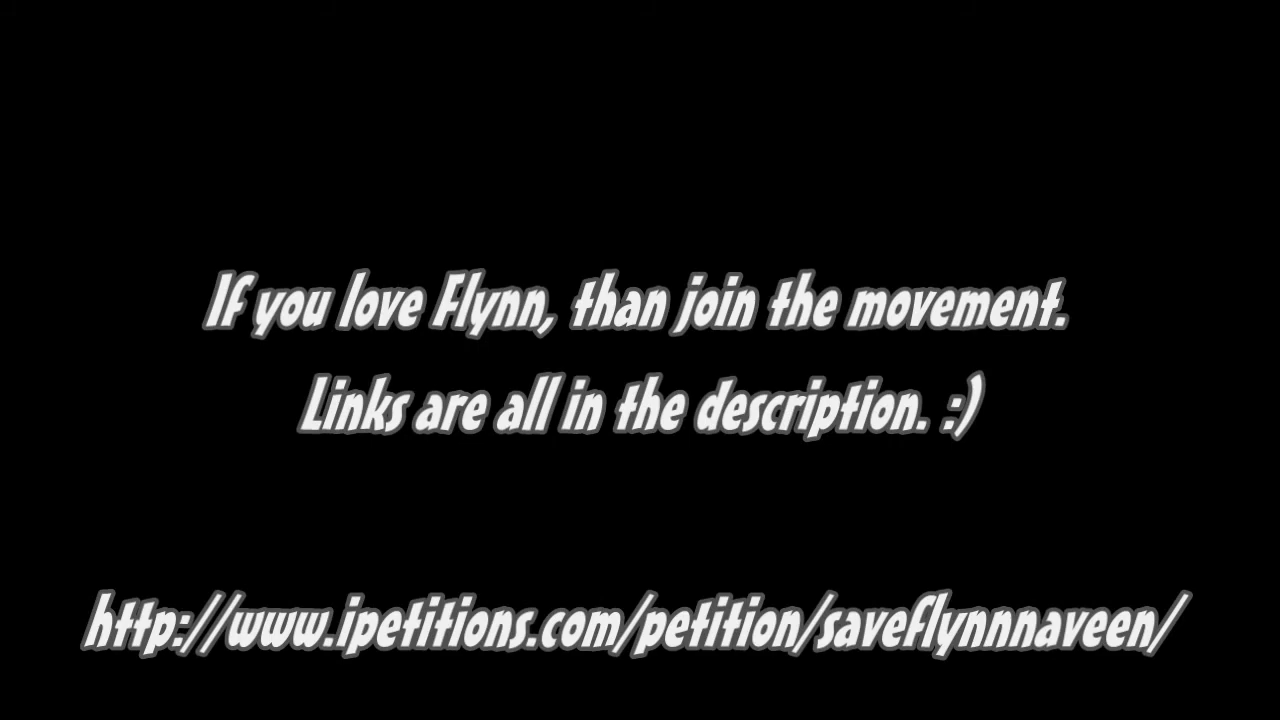 If you love Flynn, than join the movement.
Links are all in the description. :)
http://www.ipetitions.com/petition/saveflynnnaveen/